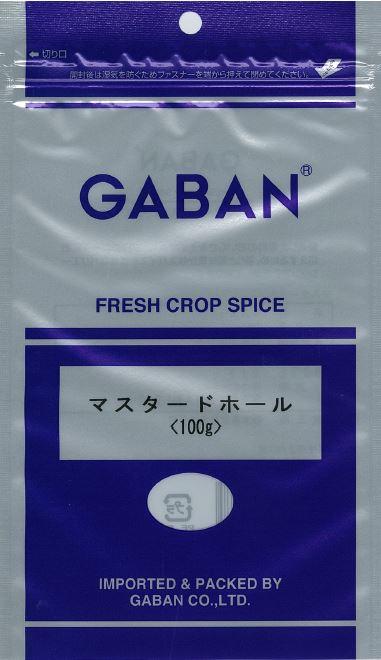 ← 切り口
開封後は湿気を防ぐためファスナーを端から押えて閉めてください。
GABAN®
FRESH CROP SPICE
マスタードホール
〈100g〉
プラ
IMPORTED & PACKED BY
GABAN CO.,LTD.